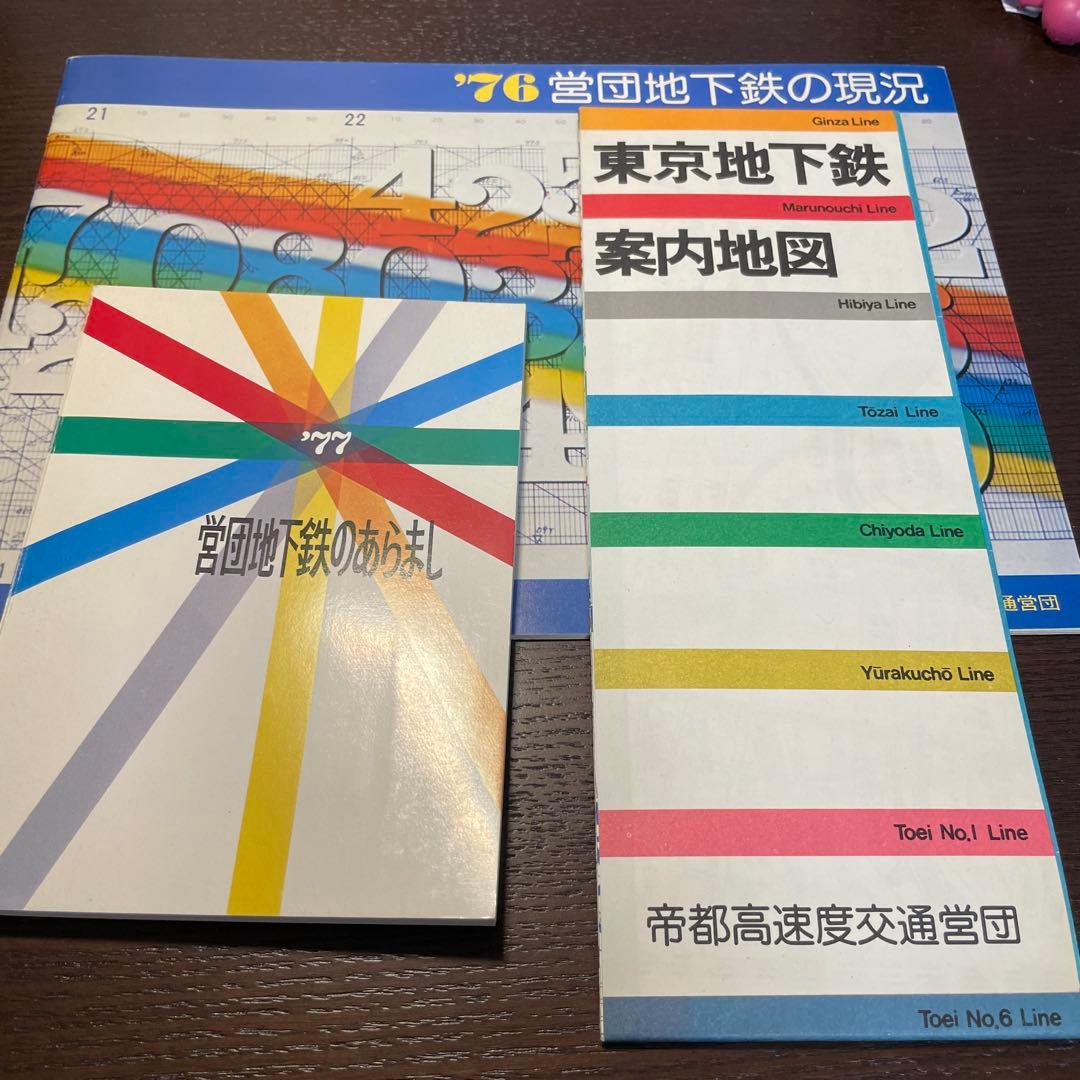 '76 営団地下鉄の現況
21
22
Ginza Line
東京地下鉄
Marunouchi Line
案内地図
Hibiya Line
Tōzai Line
Chiyoda Line
Yūrakuchō Line
Toei No.1 Line
帝都高速度交通営団
Toei No.6 Line
'77
営団地下鉄のあらまし
通営団